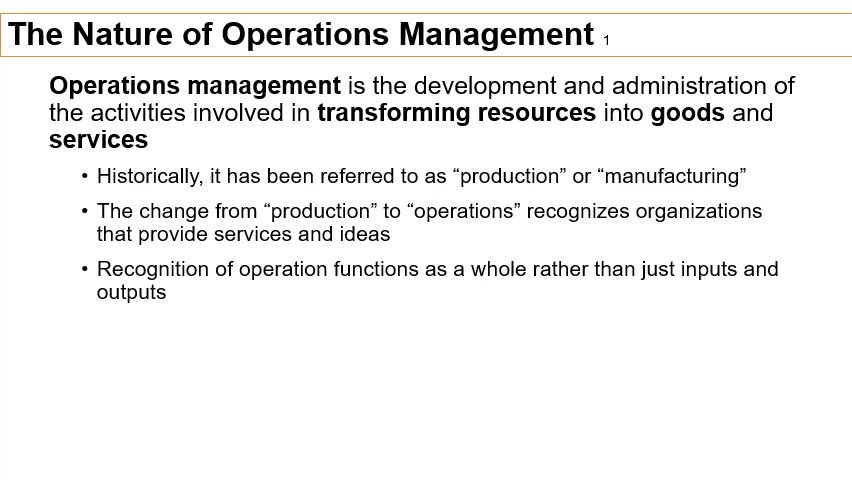 The Nature of Operations Management 1
Operations management is the development and administration of
the activities involved in transforming resources into goods and
services
• Historically, it has been referred to as “production” or “manufacturing”
• The change from “production” to “operations” recognizes organizations
that provide services and ideas
• Recognition of operation functions as a whole rather than just inputs and
outputs